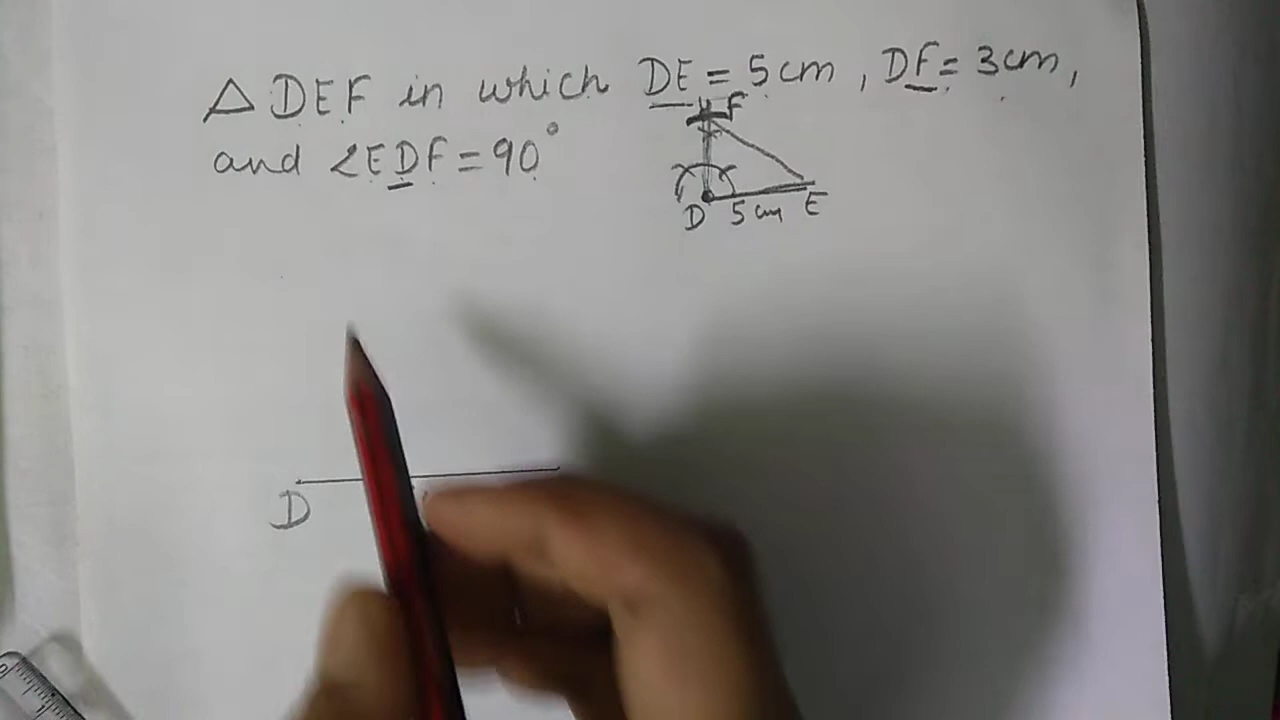 △ DEF in which DE = 5cm, DF = 3cm,
and ∠EDF = 90°
F
D 5cm E
D